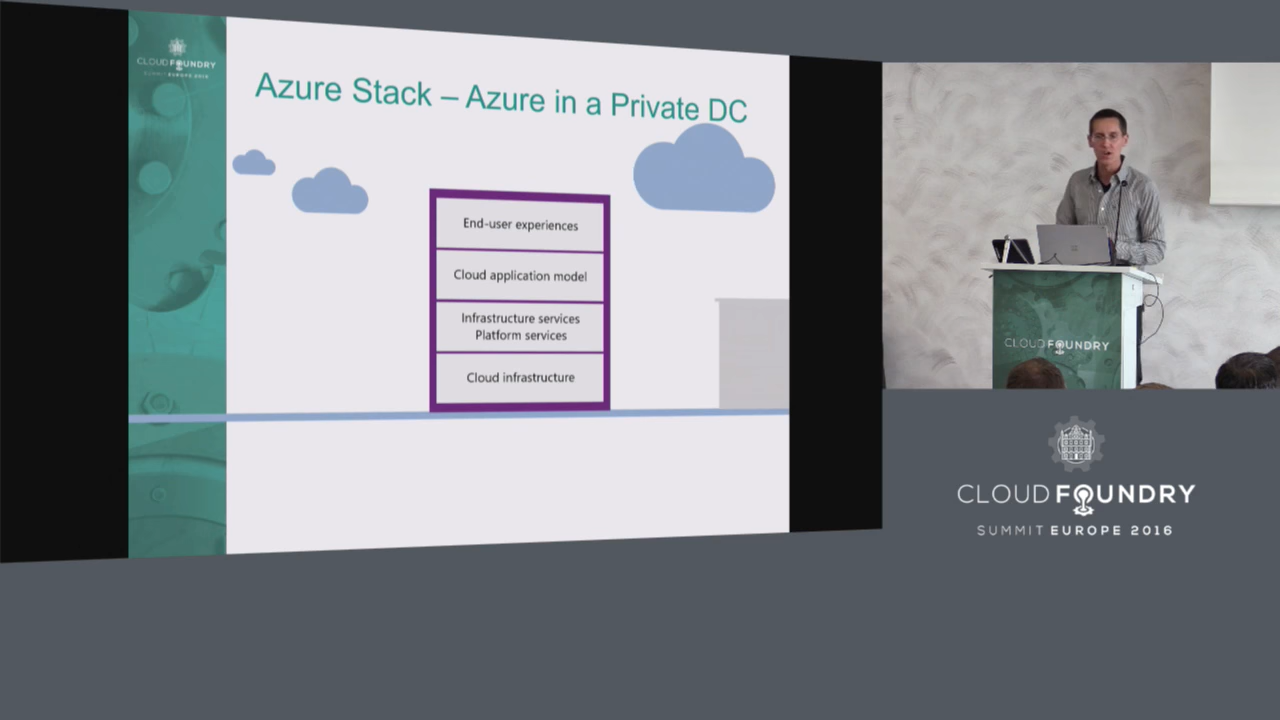 CLOUD FOUNDRY
SUMMIT EUROPE 2016
Azure Stack – Azure in a Private DC
End-user experiences
Cloud application model
Infrastructure services
Platform services
Cloud infrastructure
CLOUD FOUNDRY
CLOUD FOUNDRY
SUMMIT EUROPE 2016